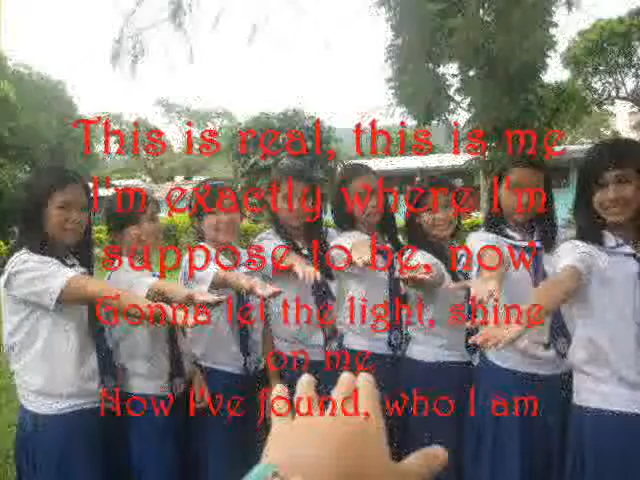 This is real, this is me
I'm exactly where I'm
suppose to be, now
Gonna let the light, shine
on me
Now I've found, who I am